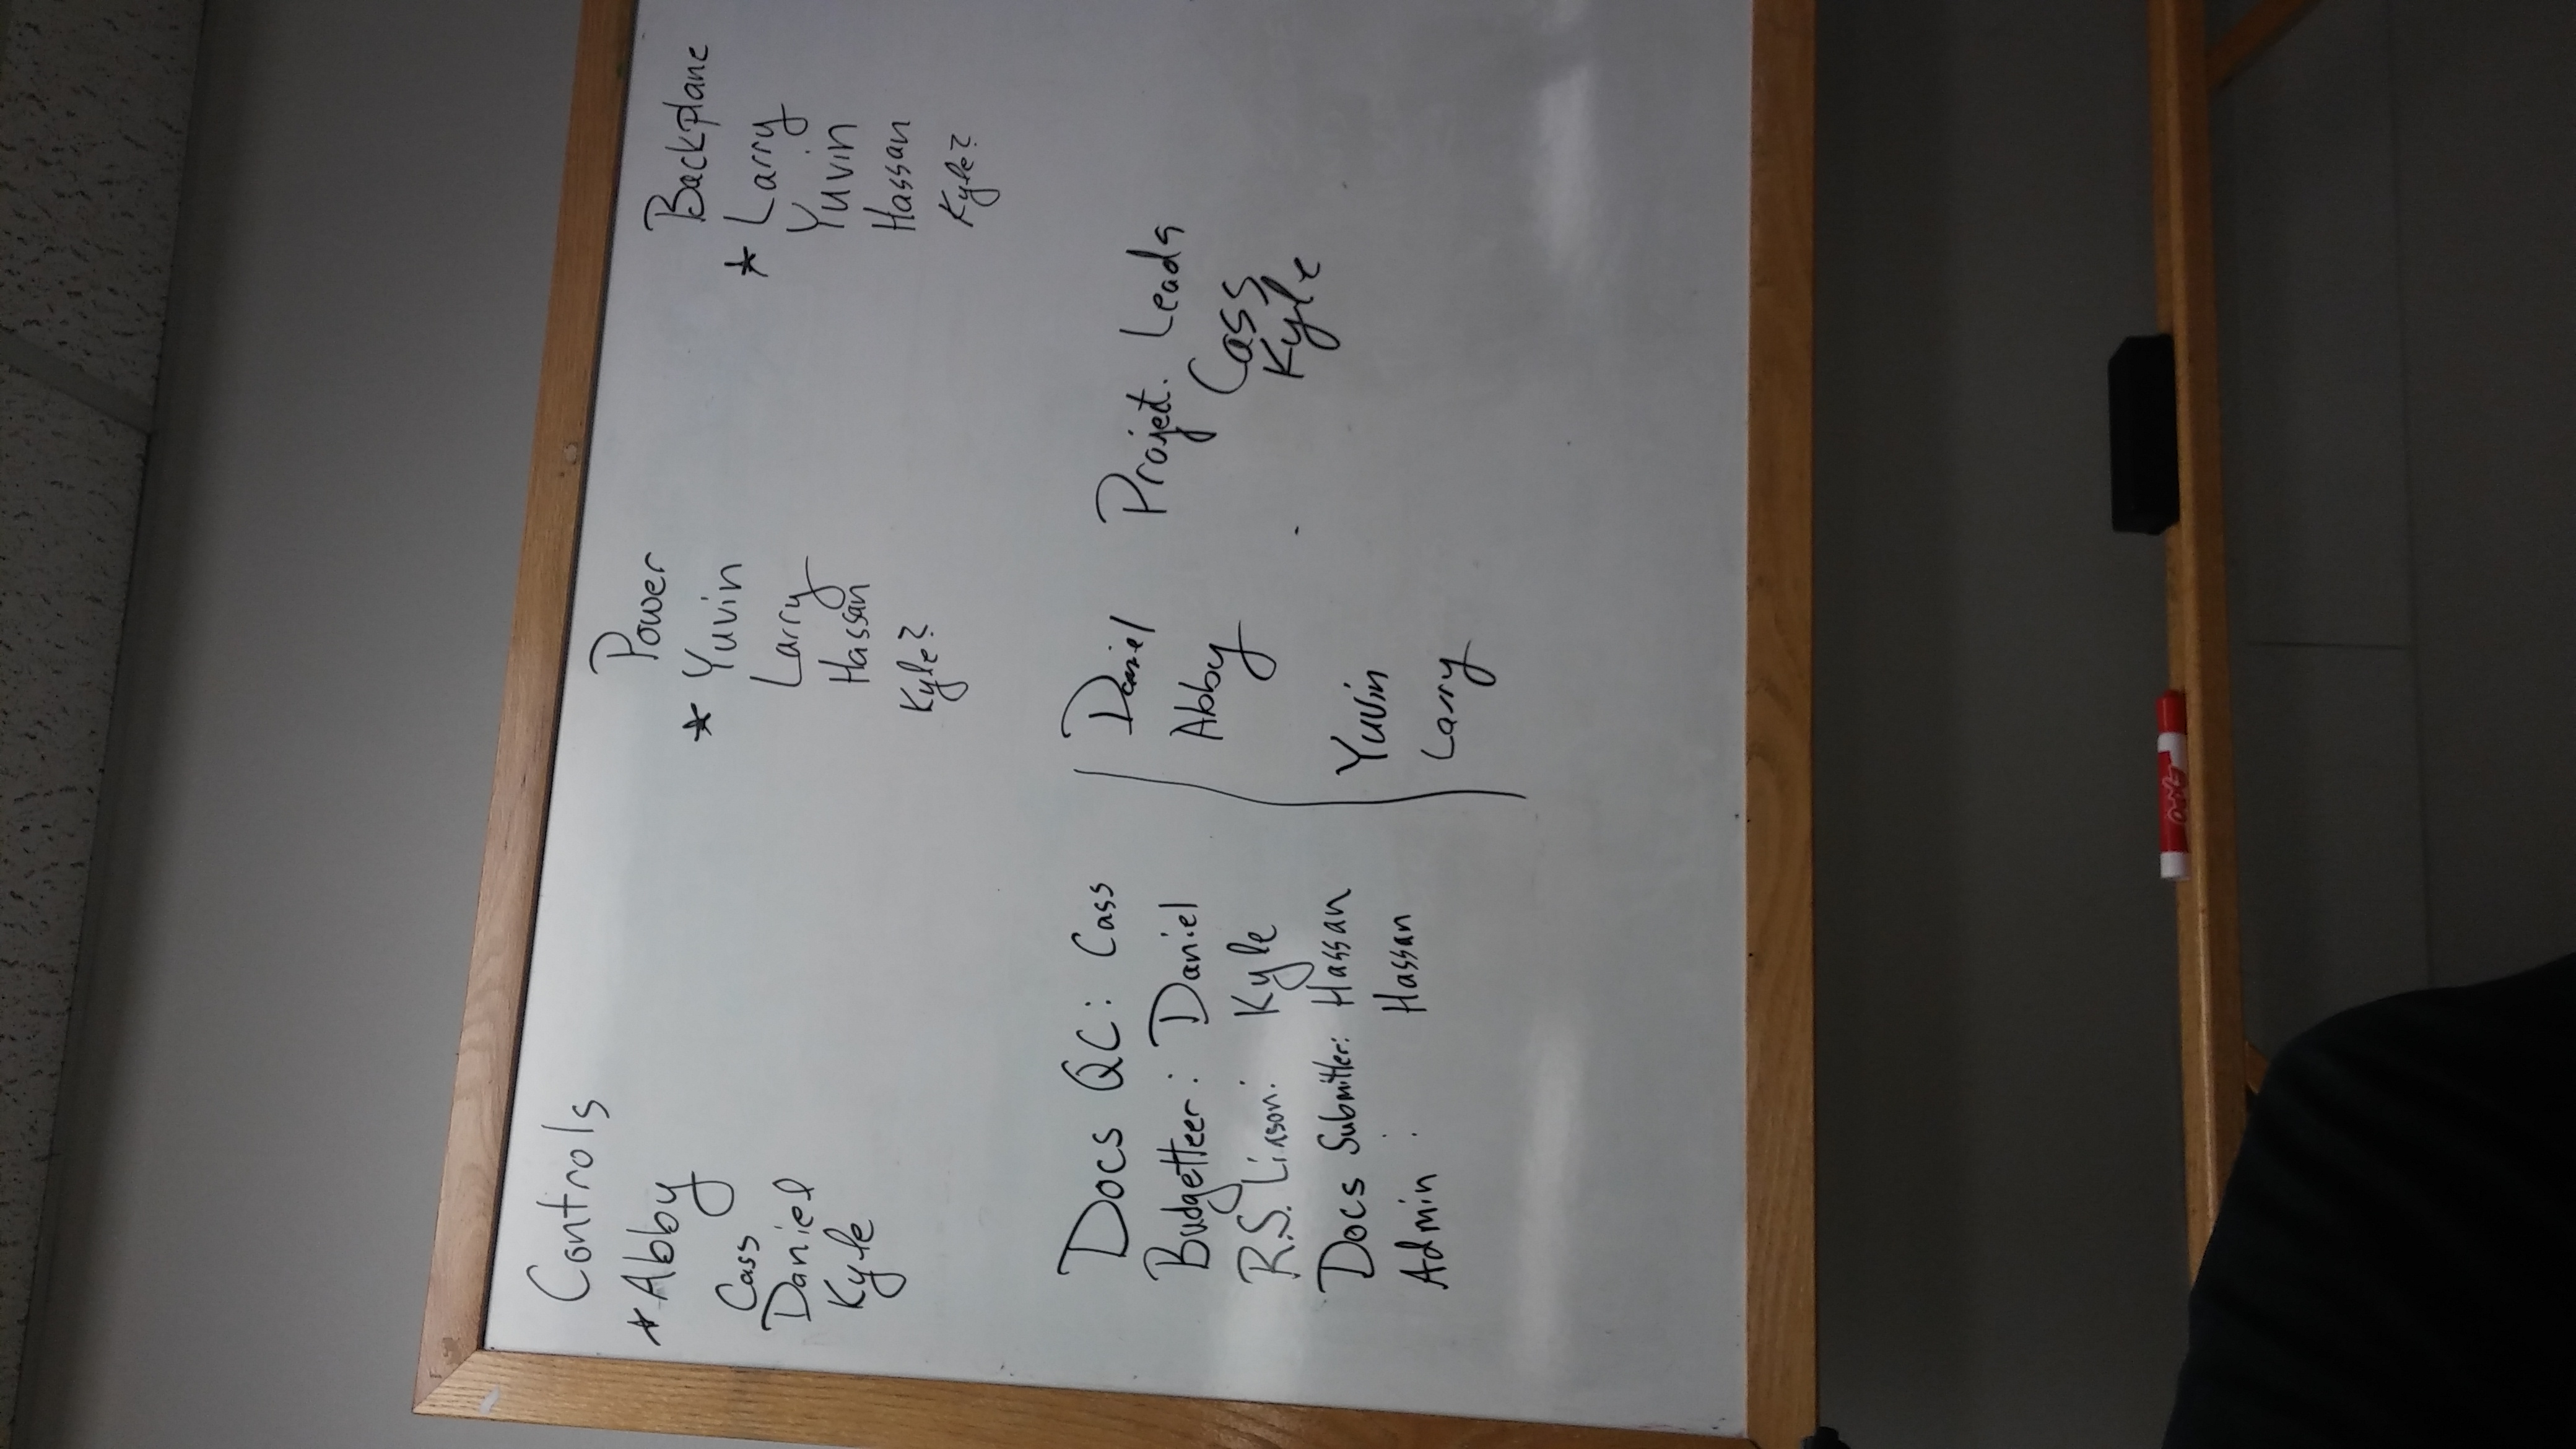 Controls
* Abby
Cass
Daniel
Kyle
Power
* Yuvin
Larry
Hassan
Kyle?
Backplane
* Larry
Yuvin
Hassan
Kyle?
Docs QC: Cass
Budgetteer: Daniel
R.S. Liason: Kyle
Docs Submitter: Hassan
Admin : Hassan
Daniel
Abby
Yuvin
Larry
Project. Leads
Cass
Kyle
Expo